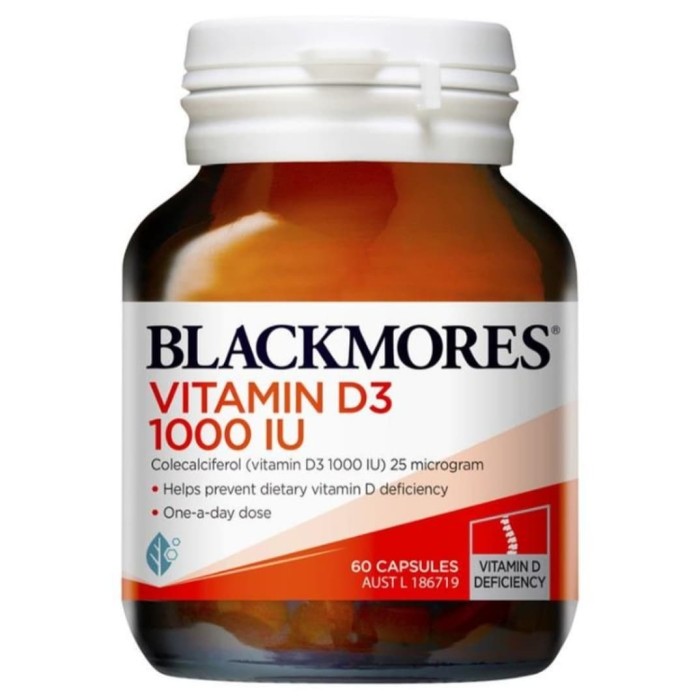 BLACKMORES®
VITAMIN D3
1000 IU
Colecalciferol (vitamin D3 1000 IU) 25 microgram
• Helps prevent dietary vitamin D deficiency
• One-a-day dose
60 CAPSULES
AUST L 186719
VITAMIN D
DEFICIENCY